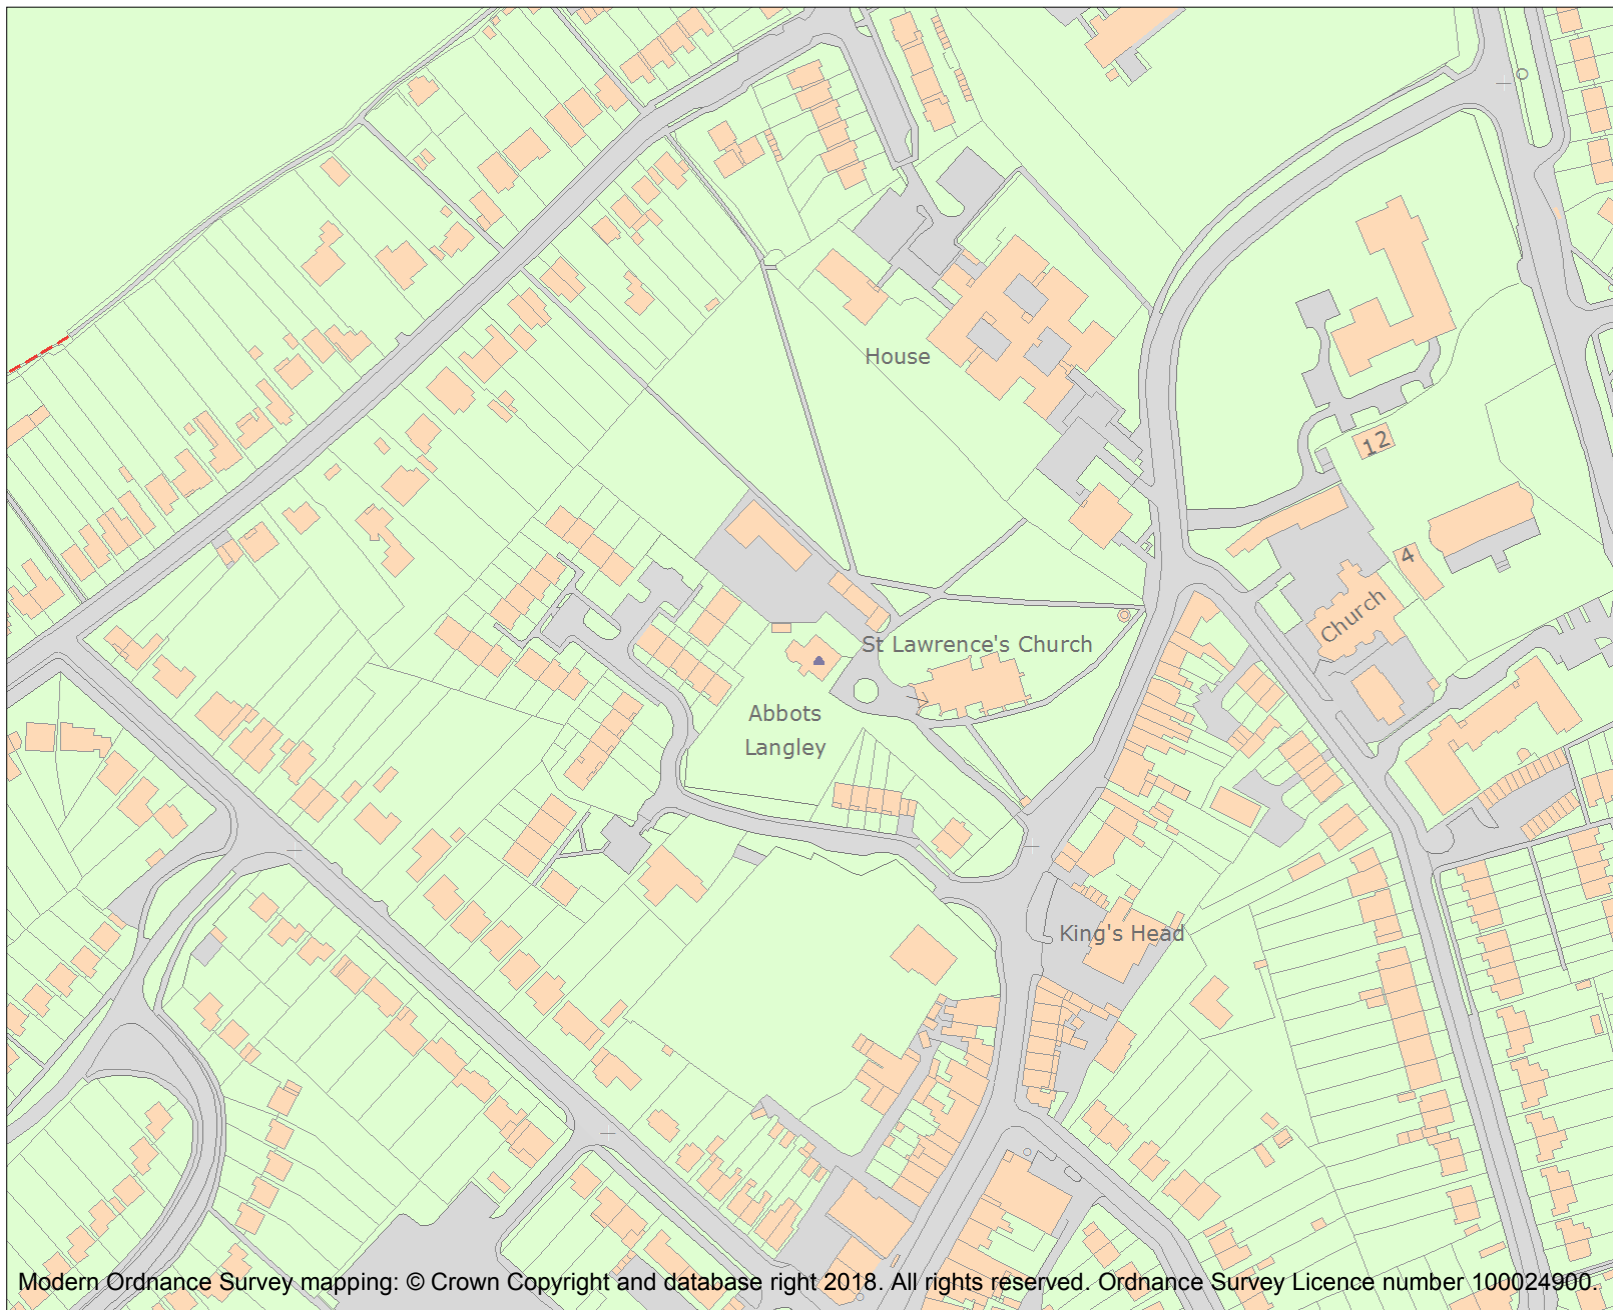 House
12
4
Church
St Lawrence's Church
Abbots
Langley
King's Head
Modern Ordnance Survey mapping: © Crown Copyright and database right 2018. All rights reserved. Ordnance Survey Licence number 100024900.